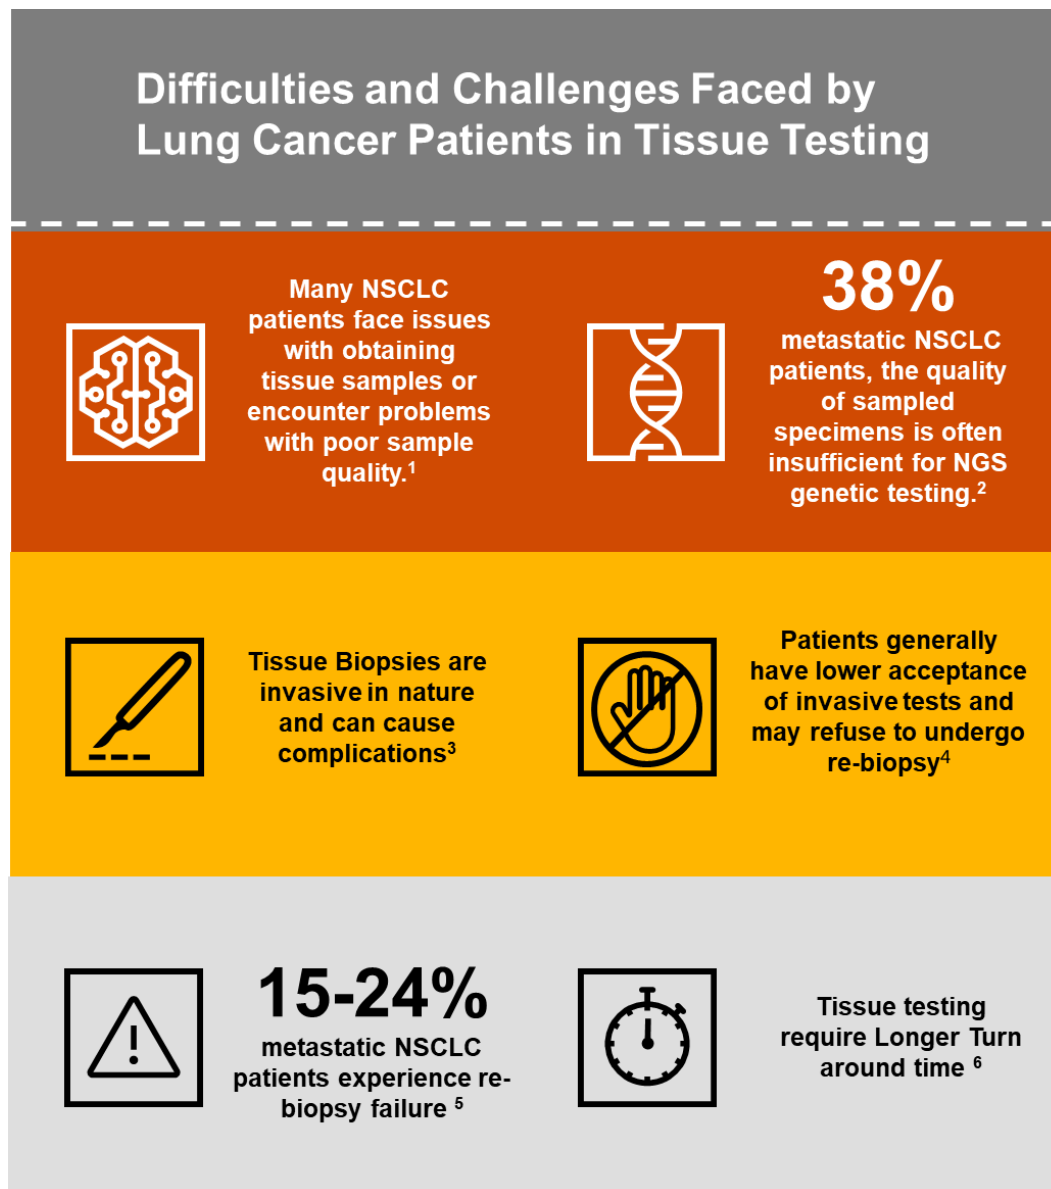 Difficulties and Challenges Faced by
Lung Cancer Patients in Tissue Testing
Many NSCLC
patients face issues
with obtaining
tissue samples or
encounter problems
with poor sample
quality.¹
38%
metastatic NSCLC
patients, the quality
of sampled
specimens is often
insufficient for NGS
genetic testing.²
Tissue Biopsies are
invasive in nature
and can cause
complications³
Patients generally
have lower acceptance
of invasive tests and
may refuse to undergo
re-biopsy⁴
15-24%
metastatic NSCLC
patients experience re-
biopsy failure ⁵
Tissue testing
require Longer Turn
around time ⁶